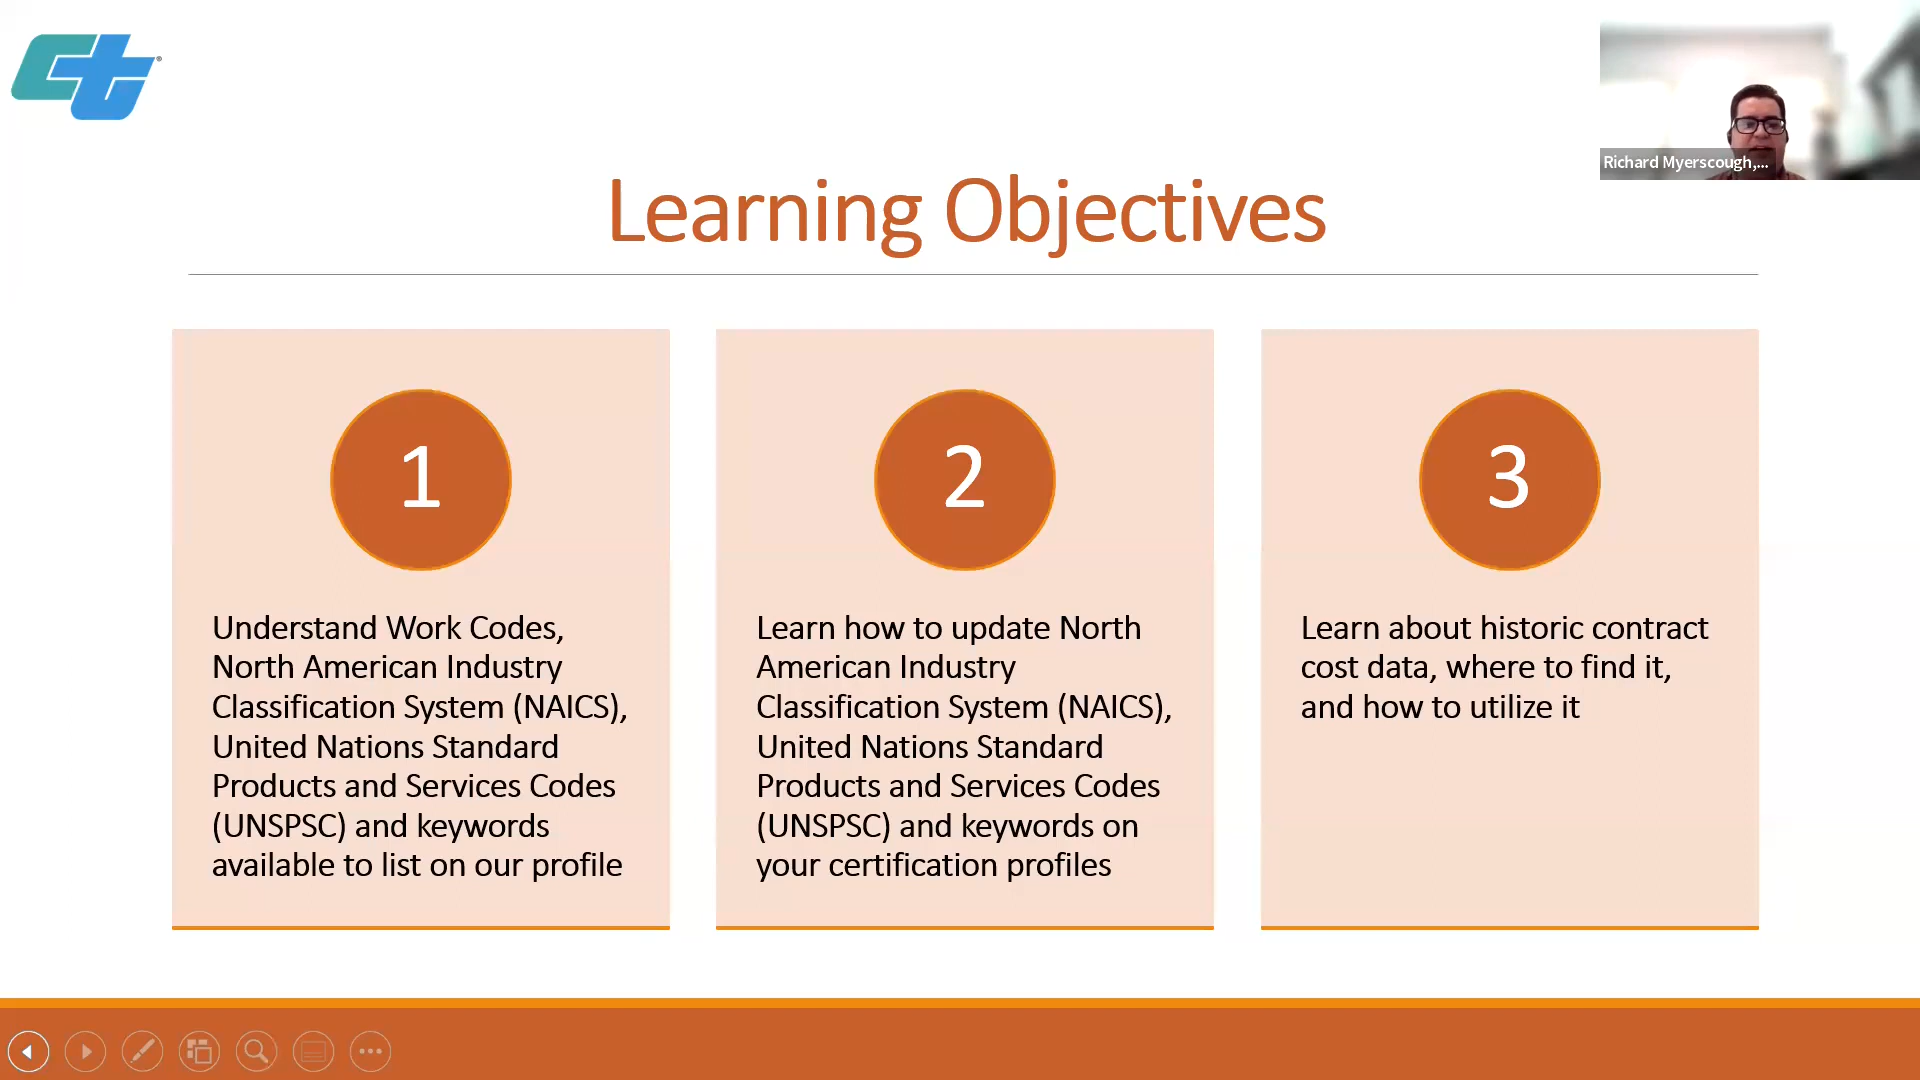 ct®
Richard Myerscough,...
Learning Objectives
1
Understand Work Codes,
North American Industry
Classification System (NAICS),
United Nations Standard
Products and Services Codes
(UNSPSC) and keywords
available to list on our profile
2
Learn how to update North
American Industry
Classification System (NAICS),
United Nations Standard
Products and Services Codes
(UNSPSC) and keywords on
your certification profiles
3
Learn about historic contract
cost data, where to find it,
and how to utilize it